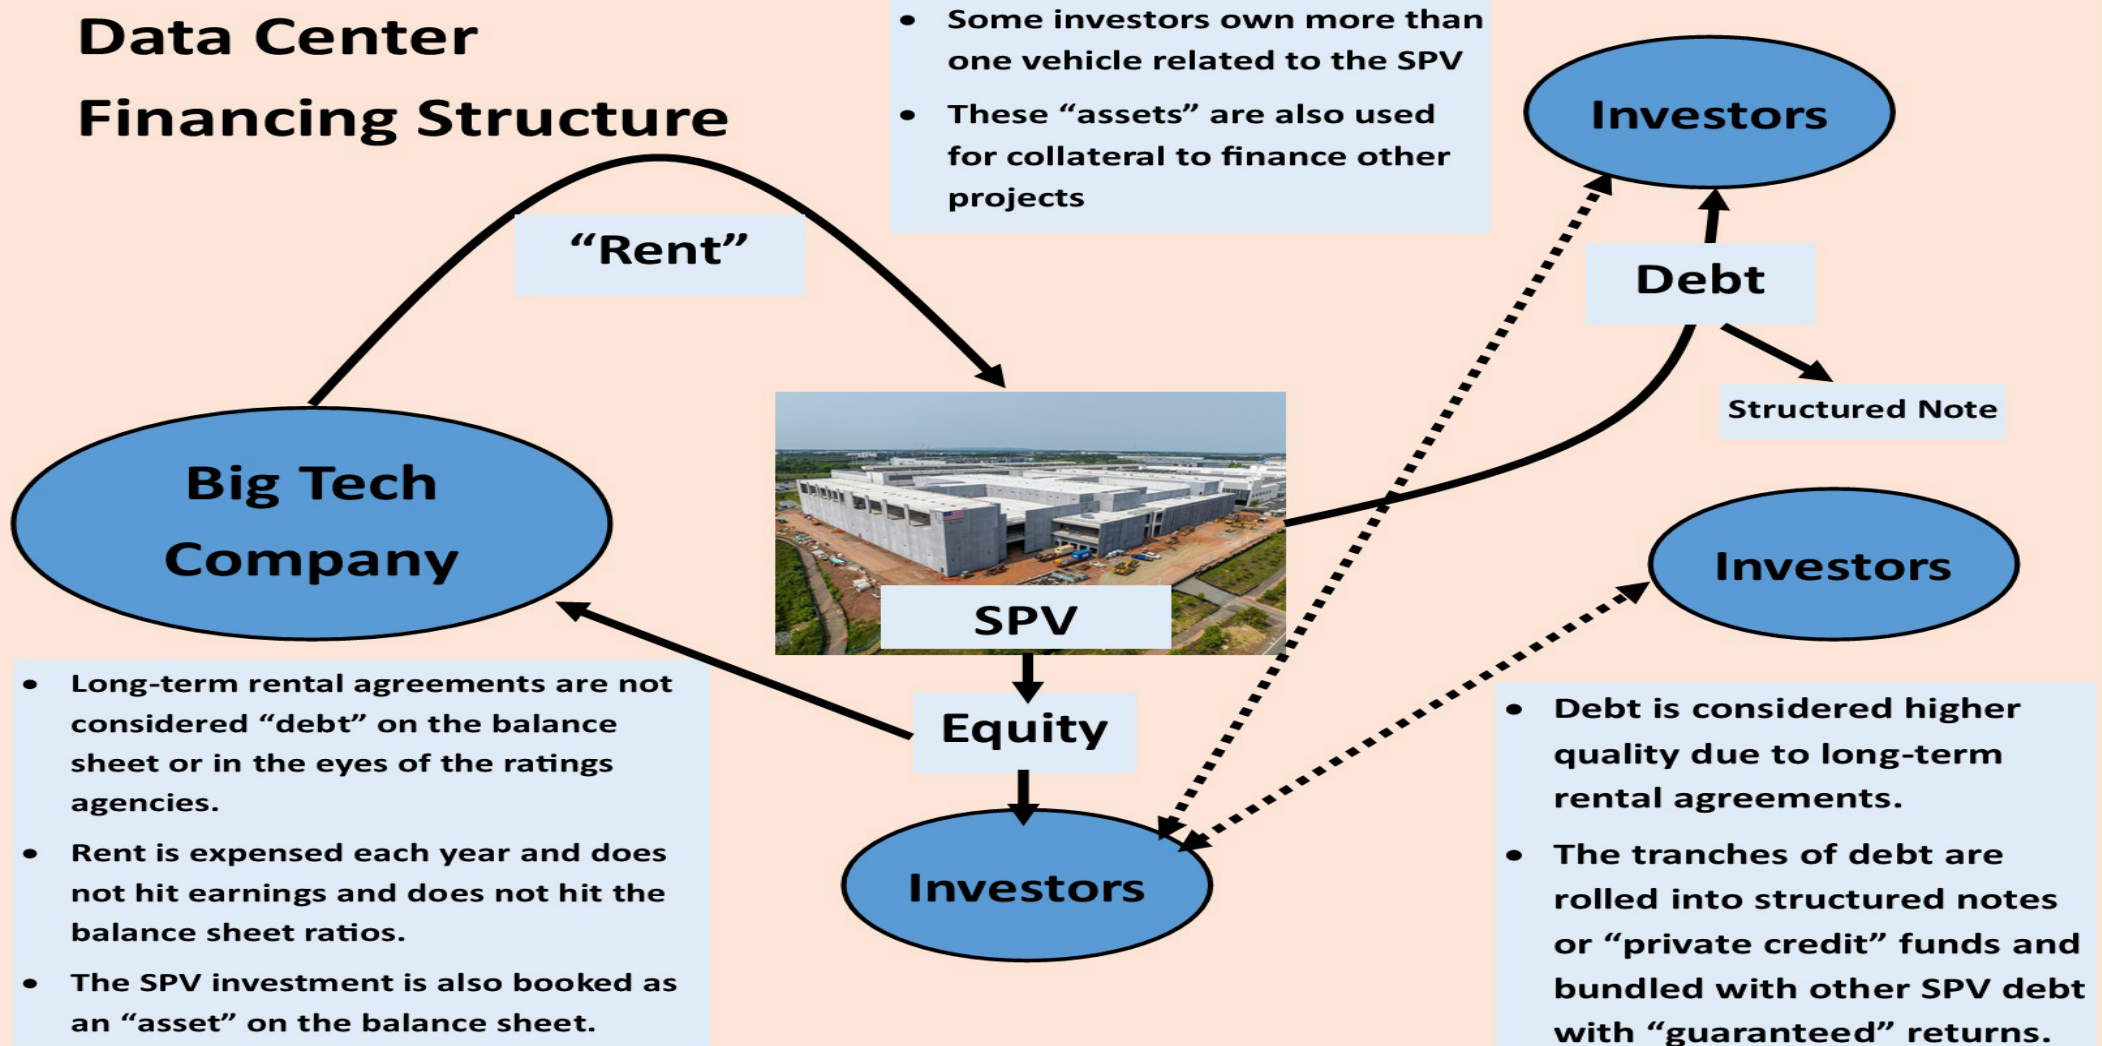 Data Center
Financing Structure
• Some investors own more than
one vehicle related to the SPV
• These “assets” are also used
for collateral to finance other
projects
Investors
“Rent”
Debt
Structured Note
Big Tech
Company
SPV
Investors
Equity
Investors
• Long-term rental agreements are not
considered “debt” on the balance
sheet or in the eyes of the ratings
agencies.
• Rent is expensed each year and does
not hit earnings and does not hit the
balance sheet ratios.
• The SPV investment is also booked as
an “asset” on the balance sheet.
• Debt is considered higher
quality due to long-term
rental agreements.
• The tranches of debt are
rolled into structured notes
or “private credit” funds and
bundled with other SPV debt
with “guaranteed” returns.